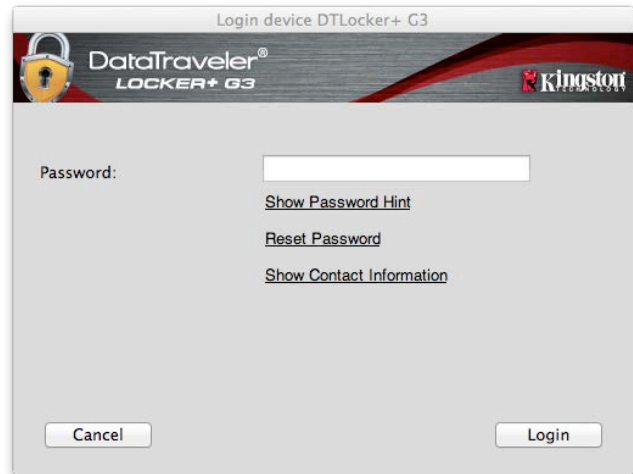 Login device DTLocker+ G3
DataTraveler®
LOCKER+ G3
Kingston
TECHNOLOGY
Password:
Show Password Hint
Reset Password
Show Contact Information
Cancel
Login